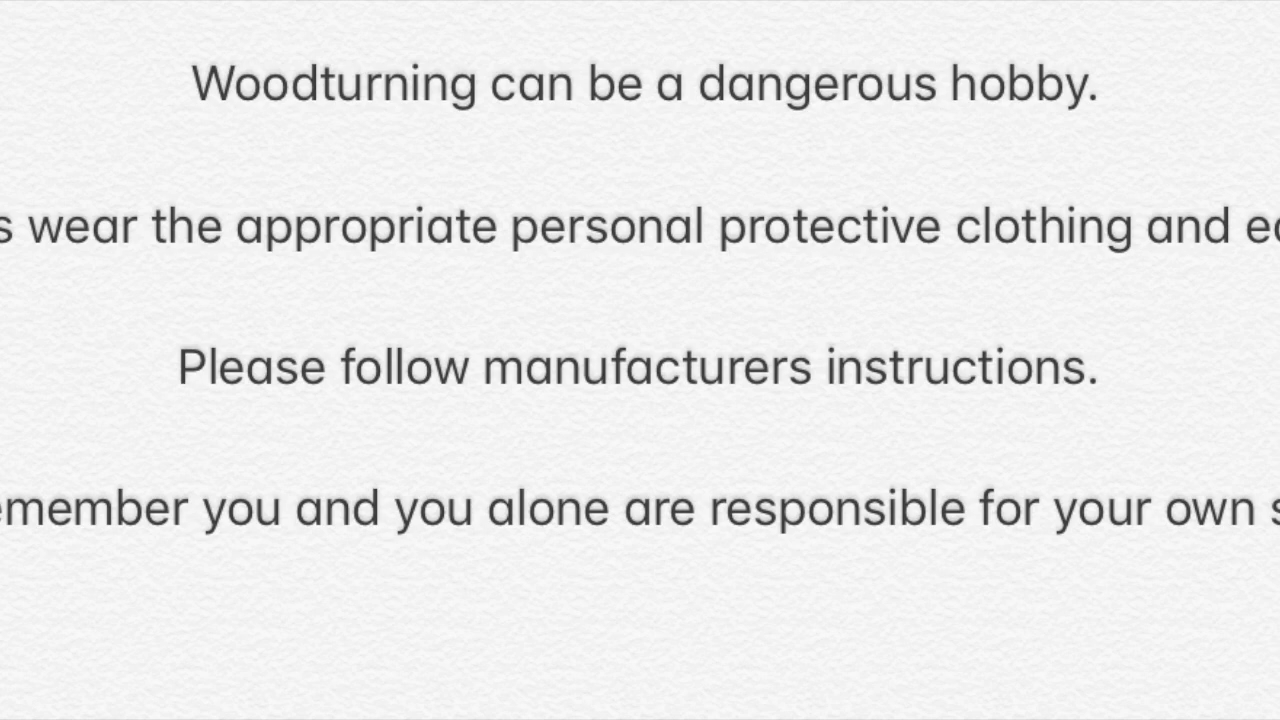 Woodturning can be a dangerous hobby.
s wear the appropriate personal protective clothing and
Please follow manufacturers instructions.
emember you and you alone are responsible for your own s